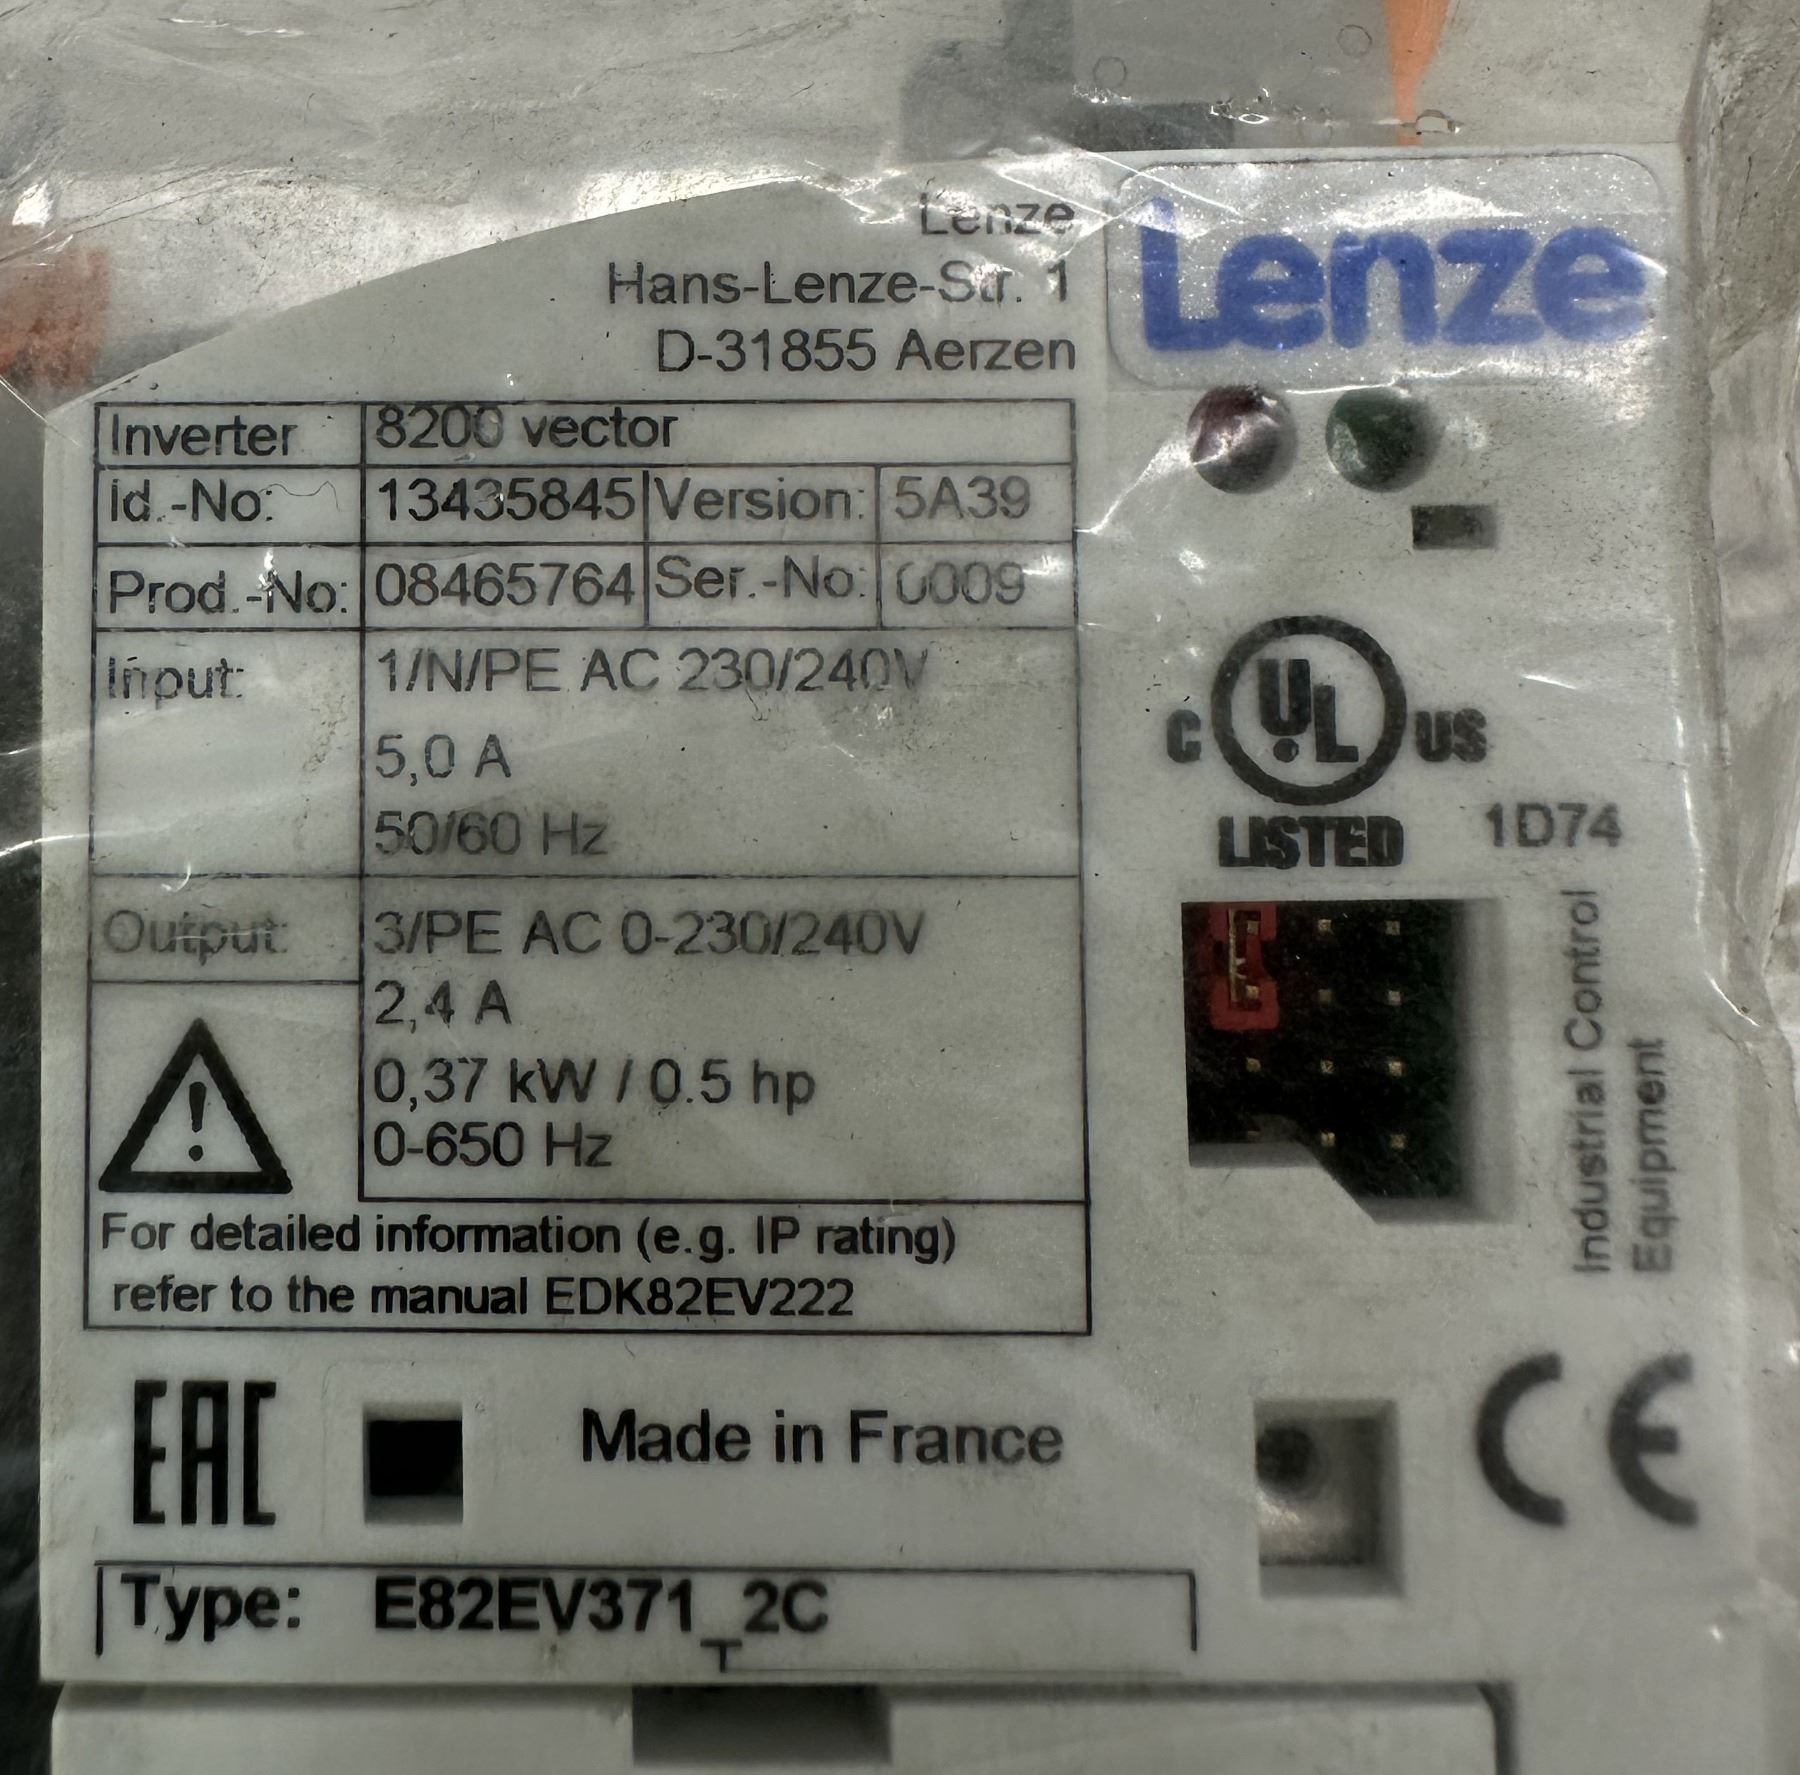 Lenze
Hans-Lenze-Str. 1
D-31855 Aerzen
Lenze
Inverter 8200 vector
Id.-No: 13435845 Version: 5A39
Prod.-No: 08465764 Ser.-No: 0009
Input: 1/N/PE AC 230/240V
5,0 A
50/60 Hz
Output: 3/PE AC 0-230/240V
2,4 A
0,37 kW / 0.5 hp
0-650 Hz
For detailed information (e.g. IP rating)
refer to the manual EDK82EV222
C UL US
LISTED 1D74
Industrial Control
Equipment
EAC
Made in France
CE
Type: E82EV371_2C